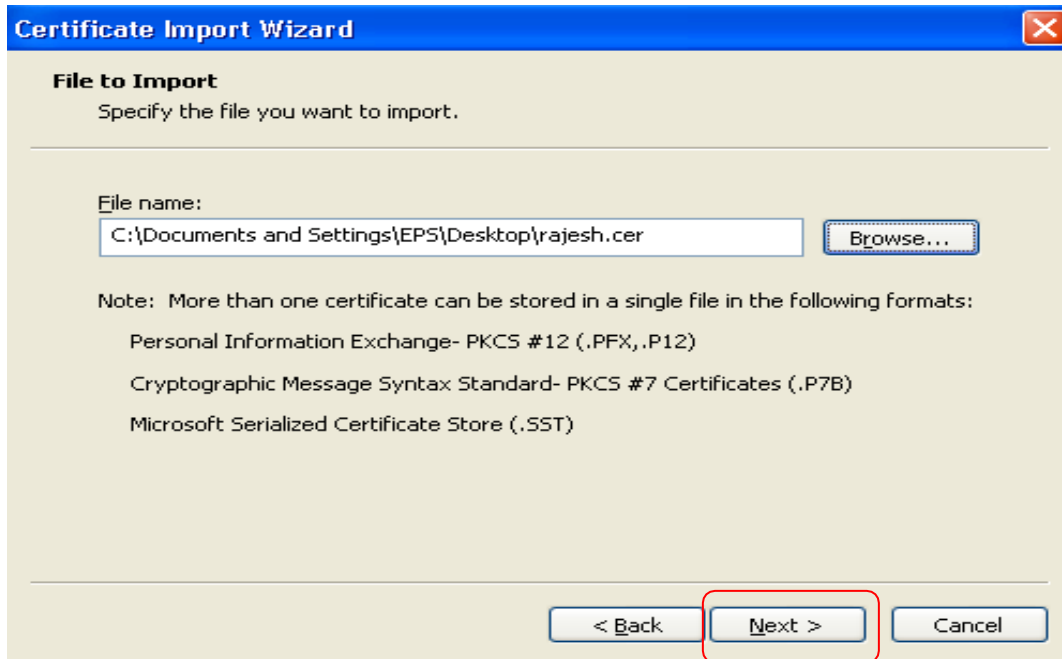 Certificate Import Wizard
File to Import
Specify the file you want to import.
File name:
C:\Documents and Settings\EPS\Desktop\rajesh.cer
Browse...
Note: More than one certificate can be stored in a single file in the following formats:
Personal Information Exchange- PKCS #12 (.PFX,.P12)
Cryptographic Message Syntax Standard- PKCS #7 Certificates (.P7B)
Microsoft Serialized Certificate Store (.SST)
< Back
Next >
Cancel